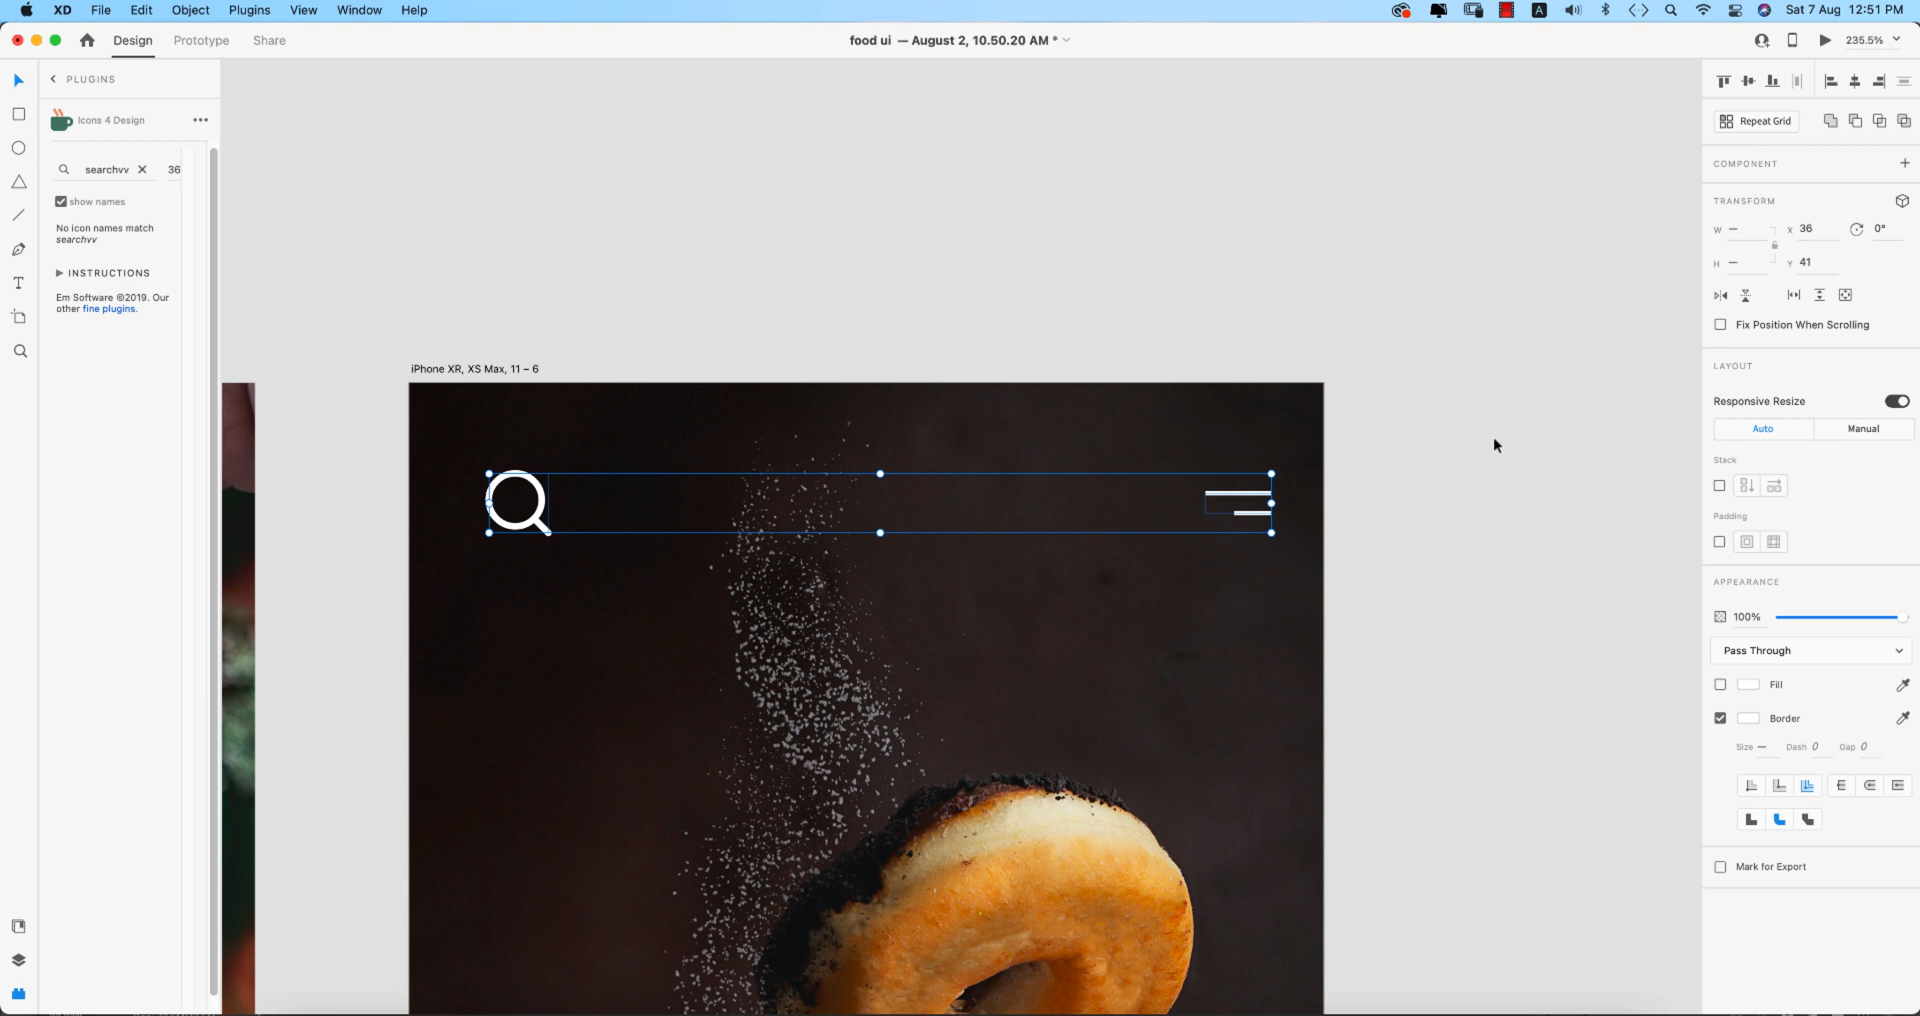 XD File Edit Object Plugins View Window Help
A
Sat 7 Aug 12:51 PM
Design Prototype Share
food ui — August 2, 10.50.20 AM *
235.5%
PLUGINS
Icons 4 Design
searchvv
36
show names
No icon names match
searchvv
INSTRUCTIONS
Em Software ©2019. Our
other fine plugins.
T
iPhone XR, XS Max, 11 – 6
Repeat Grid
COMPONENT
TRANSFORM
W — X 36 0°
H — Y 41
Fix Position When Scrolling
LAYOUT
Responsive Resize
Auto Manual
Stack
Padding
APPEARANCE
100%
Pass Through
Fill
Border
Size — Dash 0 Gap 0
Mark for Export